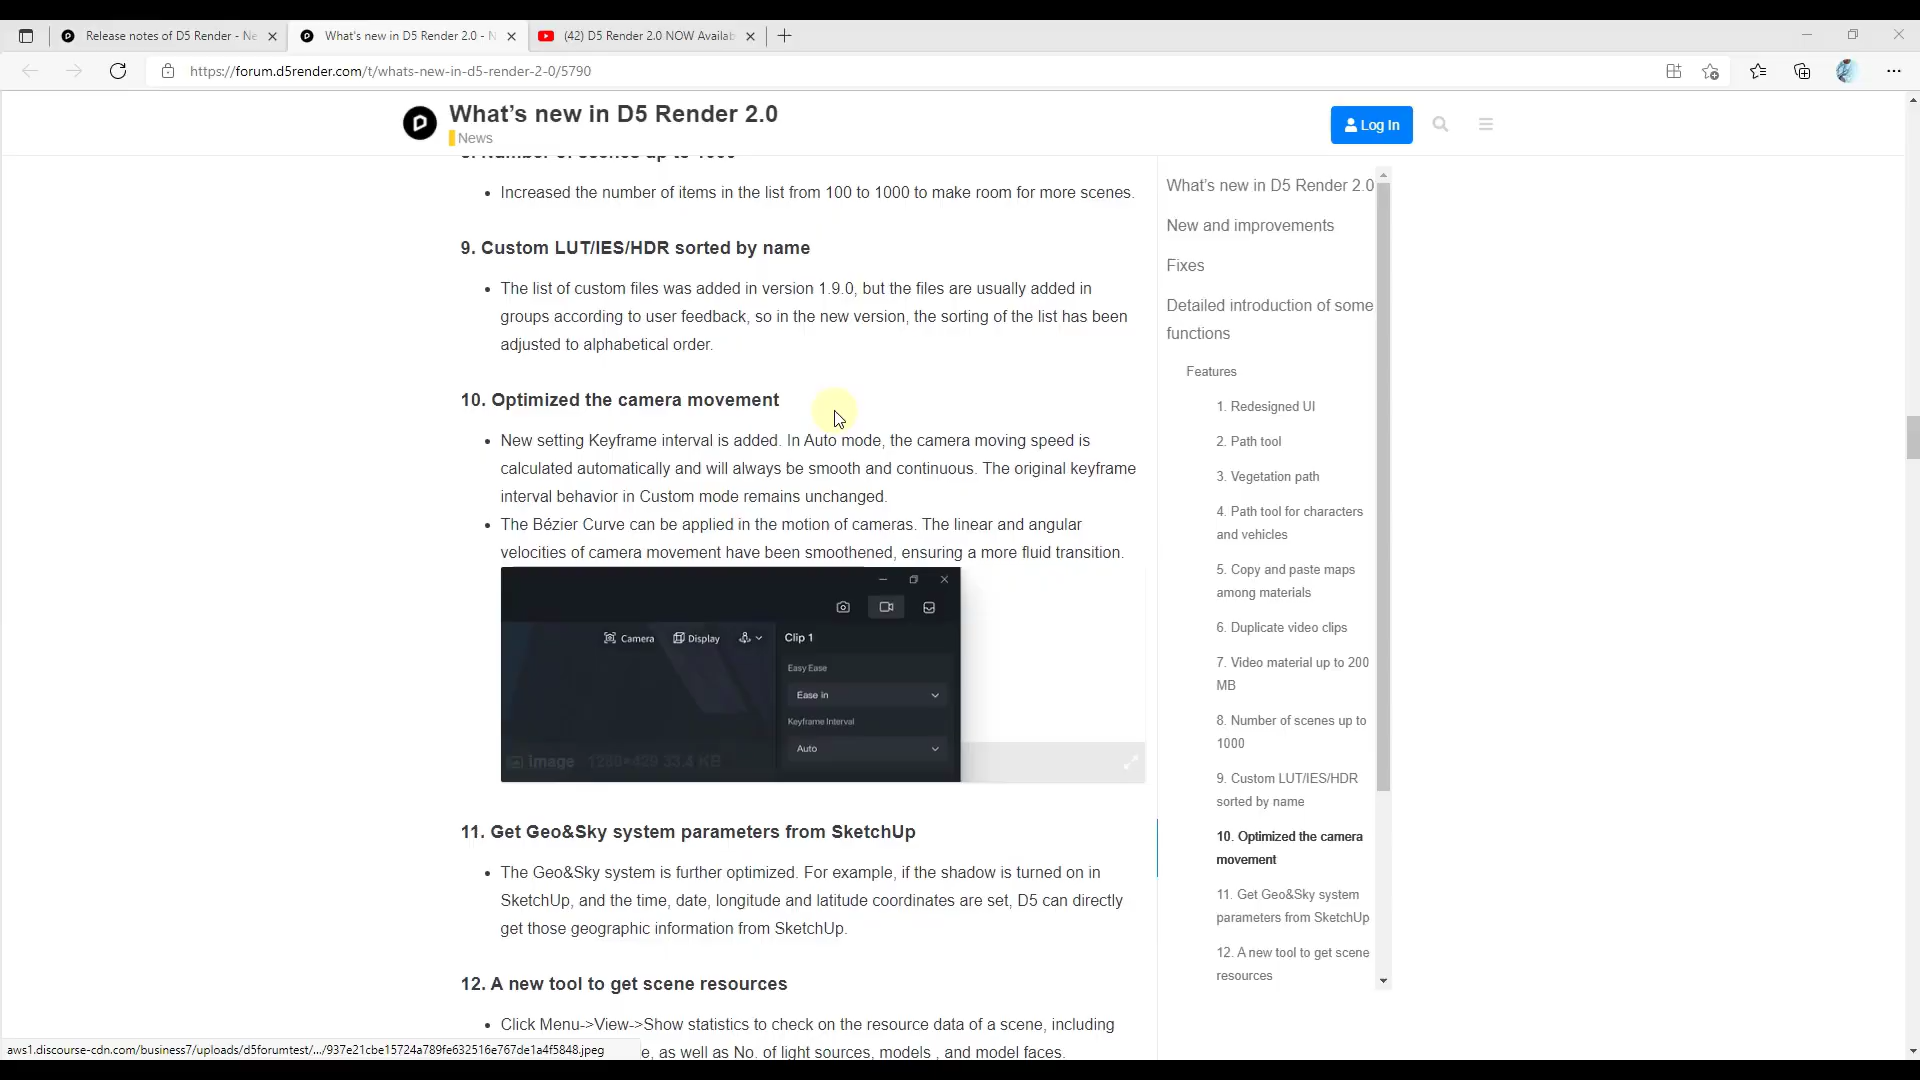 Release notes of D5 Render - Ne
What's new in D5 Render 2.0 - N
(42) D5 Render 2.0 NOW Availab
https://forum.d5render.com/t/whats-new-in-d5-render-2-0/5790
What's new in D5 Render 2.0
News
Log In
8. Number of scenes up to 1000
• Increased the number of items in the list from 100 to 1000 to make room for more scenes.
9. Custom LUT/IES/HDR sorted by name
• The list of custom files was added in version 1.9.0, but the files are usually added in
groups according to user feedback, so in the new version, the sorting of the list has been
adjusted to alphabetical order.
10. Optimized the camera movement
• New setting Keyframe interval is added. In Auto mode, the camera moving speed is
calculated automatically and will always be smooth and continuous. The original keyframe
interval behavior in Custom mode remains unchanged.
• The Bézier Curve can be applied in the motion of cameras. The linear and angular
velocities of camera movement have been smoothened, ensuring a more fluid transition.
Camera
Display
Clip 1
Easy Ease
Ease in
Keyframe Interval
Auto
Image 1280×429 33.4 KB
11. Get Geo&Sky system parameters from SketchUp
• The Geo&Sky system is further optimized. For example, if the shadow is turned on in
SketchUp, and the time, date, longitude and latitude coordinates are set, D5 can directly
get those geographic information from SketchUp.
12. A new tool to get scene resources
• Click Menu->View->Show statistics to check on the resource data of a scene, including
e, as well as No. of light sources, models , and model faces.
What's new in D5 Render 2.0
New and improvements
Fixes
Detailed introduction of some
functions
Features
1. Redesigned UI
2. Path tool
3. Vegetation path
4. Path tool for characters
and vehicles
5. Copy and paste maps
among materials
6. Duplicate video clips
7. Video material up to 200
MB
8. Number of scenes up to
1000
9. Custom LUT/IES/HDR
sorted by name
10. Optimized the camera
movement
11. Get Geo&Sky system
parameters from SketchUp
12. A new tool to get scene
resources
aws1.discourse-cdn.com/business7/uploads/d5forumtest/.../937e21cbe15724a789fe632516e767de1a4f5848.jpeg